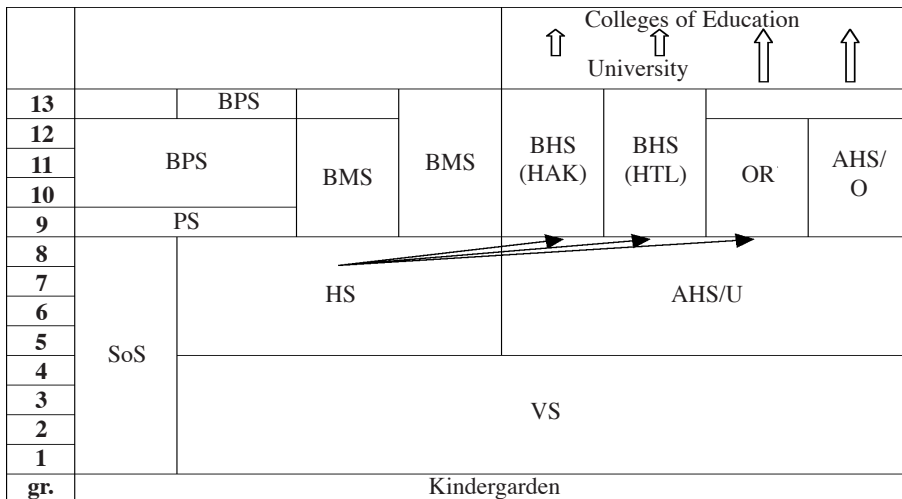 Colleges of Education
University
13 BPS
12
11 BPS BMS BMS BHS (HAK) BHS (HTL) OR AHS/ O
10
9 PS
8
7 HS AHS/U
6
5 SoS
4
3 VS
2
1
gr. Kindergarden